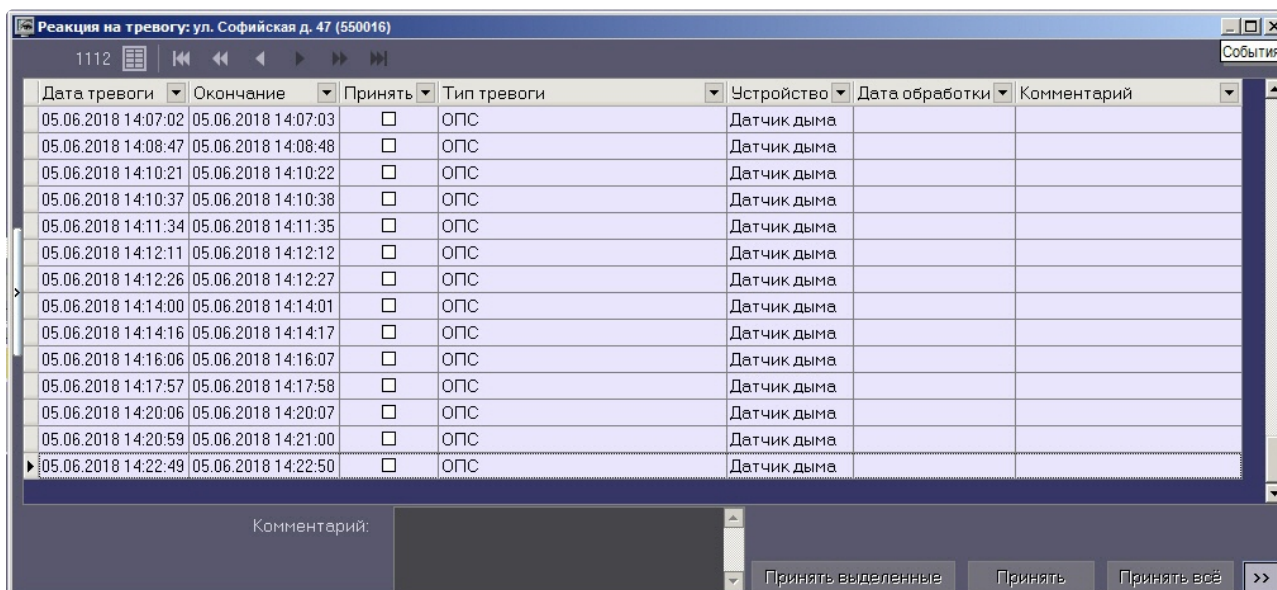 Реакция на тревогу: ул. Софийская д. 47 (550016)
1112
События
Дата тревоги Окончание Принять Тип тревоги Устройство Дата обработки Комментарий
05.06.2018 14:07:02 05.06.2018 14:07:03 ОПС Датчик дыма
05.06.2018 14:08:47 05.06.2018 14:08:48 ОПС Датчик дыма
05.06.2018 14:10:21 05.06.2018 14:10:22 ОПС Датчик дыма
05.06.2018 14:10:37 05.06.2018 14:10:38 ОПС Датчик дыма
05.06.2018 14:11:34 05.06.2018 14:11:35 ОПС Датчик дыма
05.06.2018 14:12:11 05.06.2018 14:12:12 ОПС Датчик дыма
05.06.2018 14:12:26 05.06.2018 14:12:27 ОПС Датчик дыма
05.06.2018 14:14:00 05.06.2018 14:14:01 ОПС Датчик дыма
05.06.2018 14:14:16 05.06.2018 14:14:17 ОПС Датчик дыма
05.06.2018 14:16:06 05.06.2018 14:16:07 ОПС Датчик дыма
05.06.2018 14:17:57 05.06.2018 14:17:58 ОПС Датчик дыма
05.06.2018 14:20:06 05.06.2018 14:20:07 ОПС Датчик дыма
05.06.2018 14:20:59 05.06.2018 14:21:00 ОПС Датчик дыма
05.06.2018 14:22:49 05.06.2018 14:22:50 ОПС Датчик дыма
Комментарий:
Принять выделенные Принять Принять всё >>